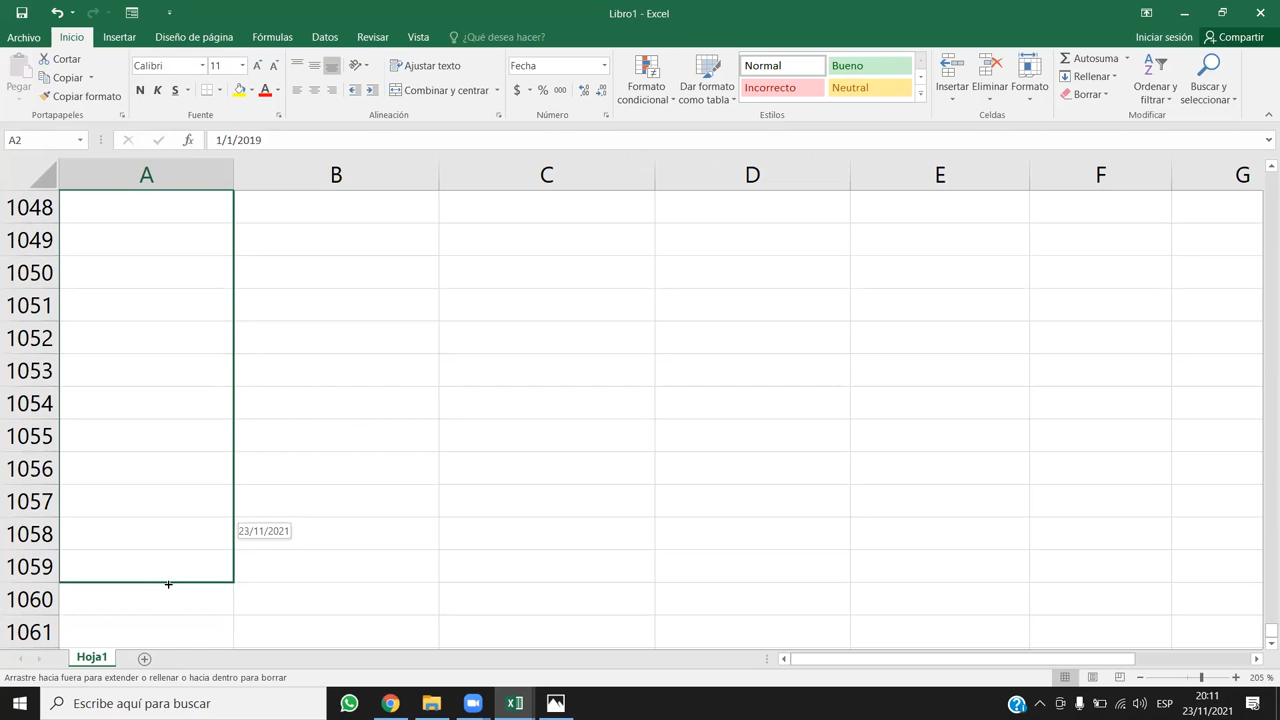 Libro1 - Excel
Archivo Inicio Insertar Diseño de página Fórmulas Datos Revisar Vista ¿Qué desea hacer? Iniciar sesión Compartir
Cortar
Copiar
Copiar formato
Pegar
Portapapeles
Calibri 11
N K S
Fuente
Ajustar texto
Combinar y centrar
Alineación
Fecha
$ % 000
Número
Formato condicional
Dar formato como tabla
Normal Bueno
Incorrecto Neutral
Estilos
Insertar Eliminar Formato
Celdas
Autosuma
Rellenar
Borrar
Ordenar y filtrar
Buscar y seleccionar
Modificar
A2 fx 1/1/2019
A B C D E F G
1048
1049
1050
1051
1052
1053
1054
1055
1056
1057
1058 23/11/2021
1059
1060
1061
Hoja1
Arrastre hacia fuera para extender o rellenar o hacia dentro para borrar 205 %
Escribe aquí para buscar ESP 20:11
23/11/2021